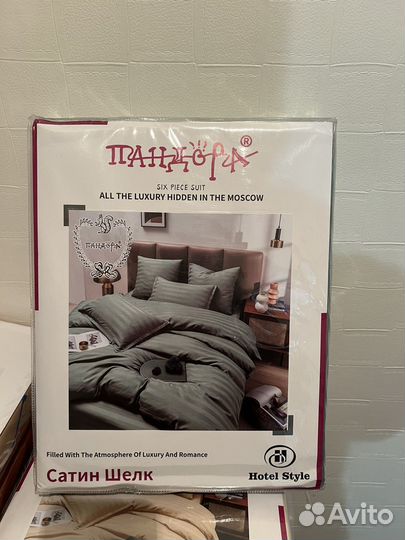 ПАНДОРА®
SIX PIECE SUIT
ALL THE LUXURY HIDDEN IN THE MOSCOW
ПАНДОРА
Filled With The Atmosphere Of Luxury And Romance
Сатин Шелк
Hotel Style
Avito